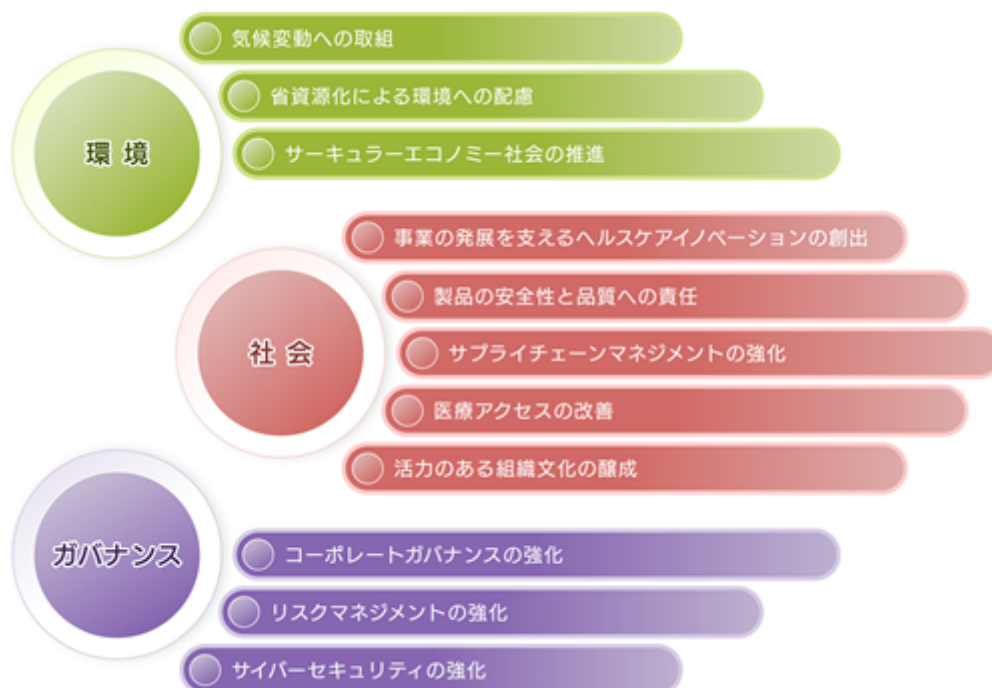 環境
気候変動への取組
省資源化による環境への配慮
サーキュラーエコノミー社会の推進
社会
事業の発展を支えるヘルスケアイノベーションの創出
製品の安全性と品質への責任
サプライチェーンマネジメントの強化
医療アクセスの改善
活力のある組織文化の醸成
ガバナンス
コーポレートガバナンスの強化
リスクマネジメントの強化
サイバーセキュリティの強化